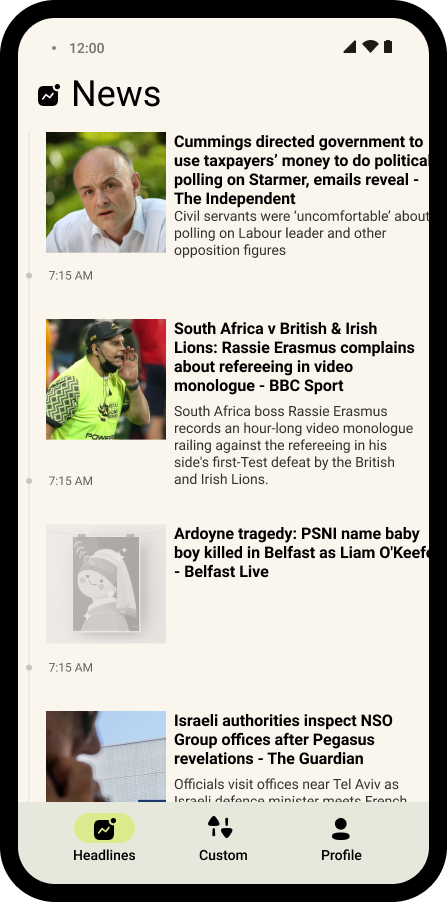 12:00
News
Cummings directed government to
use taxpayers’ money to do political
polling on Starmer, emails reveal -
The Independent
Civil servants were ‘uncomfortable’ about
polling on Labour leader and other
opposition figures
7:15 AM
South Africa v British & Irish
Lions: Rassie Erasmus complains
about refereeing in video
monologue - BBC Sport
South Africa boss Rassie Erasmus
records an hour-long video monologue
railing against the refereeing in his
side's first-Test defeat by the British
and Irish Lions.
7:15 AM
Ardoyne tragedy: PSNI name baby
boy killed in Belfast as Liam O'Keefe
- Belfast Live
7:15 AM
Israeli authorities inspect NSO
Group offices after Pegasus
revelations - The Guardian
Officials visit offices near Tel Aviv as
Israeli defence minister meets French
Headlines
Custom
Profile